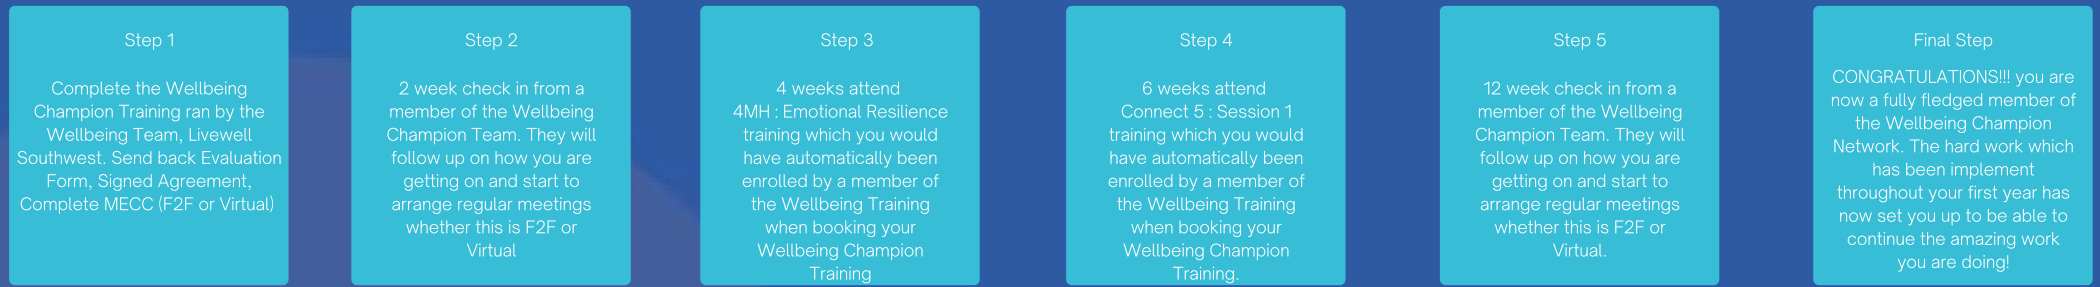 Step 1
Complete the Wellbeing
Champion Training ran by the
Wellbeing Team, Livewell
Southwest. Send back Evaluation
Form, Signed Agreement,
Complete MECC (F2F or Virtual)
Step 2
2 week check in from a
member of the Wellbeing
Champion Team. They will
follow up on how you are
getting on and start to
arrange regular meetings
whether this is F2F or
Virtual
Step 3
4 weeks attend
4MH : Emotional Resilience
training which you would
have automatically been
enrolled by a member of
the Wellbeing Training
when booking your
Wellbeing Champion
Training
Step 4
6 weeks attend
Connect 5 : Session 1
training which you would
have automatically been
enrolled by a member of
the Wellbeing Training
when booking your
Wellbeing Champion
Training.
Step 5
12 week check in from a
member of the Wellbeing
Champion Team. They will
follow up on how you are
getting on and start to
arrange regular meetings
whether this is F2F or
Virtual.
Final Step
CONGRATULATIONS!!! you are
now a fully fledged member of
the Wellbeing Champion
Network. The hard work which
has been implement
throughout your first year has
now set you up to be able to
continue the amazing work
you are doing!